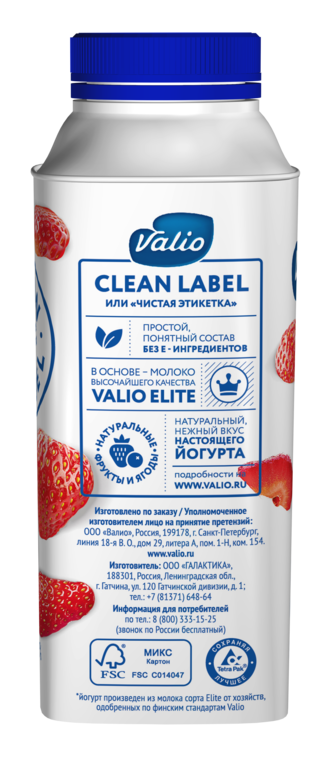 Valio
CLEAN LABEL
ИЛИ «ЧИСТАЯ ЭТИКЕТКА»
ПРОСТОЙ,
ПОНЯТНЫЙ СОСТАВ
БЕЗ Е - ИНГРЕДИЕНТОВ
В ОСНОВЕ – МОЛОКО
ВЫСОЧАЙШЕГО КАЧЕСТВА
VALIO ELITE
•НАТУРАЛЬНЫЕ•
ФРУКТЫ И ЯГОДЫ
НАТУРАЛЬНЫЙ,
НЕЖНЫЙ ВКУС
НАСТОЯЩЕГО
ЙОГУРТА
подробности на
WWW.VALIO.RU
Изготовлено по заказу / Уполномоченное
изготовителем лицо на принятие претензий:
ООО «Валио», Россия, 199178, г. Санкт-Петербург,
линия 18-я В. О., дом 29, литера А, пом. 1-Н, ком. 154.
www.valio.ru
Изготовитель: ООО «ГАЛАКТИКА»,
188301, Россия, Ленинградская обл.,
г. Гатчина, ул. 120 Гатчинской дивизии, д. 1;
тел.: +7 (81371) 648-64
Информация для потребителей
по тел.: 8 (800) 333-15-25
(звонок по России бесплатный)
FSC
МИКС
Картон
FSC C014047
СОХРАНЯЯ
Tetra Pak
ЛУЧШЕЕ
*йогурт произведен из молока сорта Elite от хозяйств,
одобренных по финским стандартам Valio